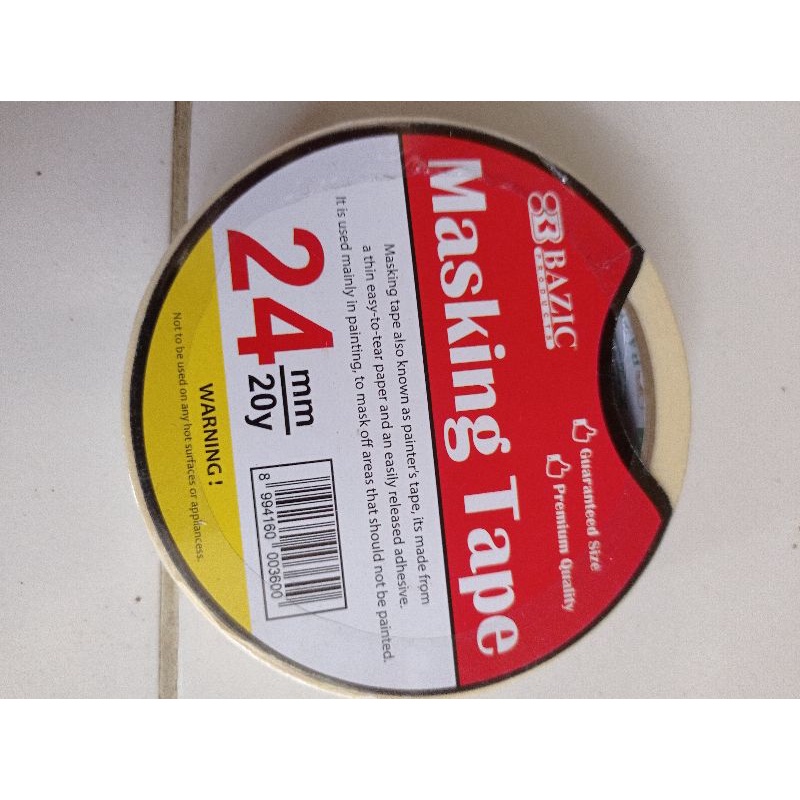 BAZIC
PRODUCTS
Guaranteed Size
Premium Quality
Masking Tape
Masking tape also known as painter's tape, its made from
a thin easy-to-tear paper and an easily released adhesive.
It is used mainly in painting, to mask off areas that should not be painted.
24 mm
20y
8 994160 003600
WARNING!
Not to be used on any hot surfaces or appliancess.